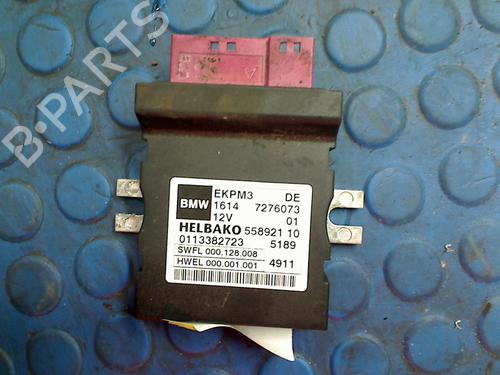 B-PARTS
A
BMW
EKPM3 DE
1614 7276073
12V 01
HELBAKO 558921 10
0113382723 5189
SWFL 000.128.008
HWEL 000.001.001 4911